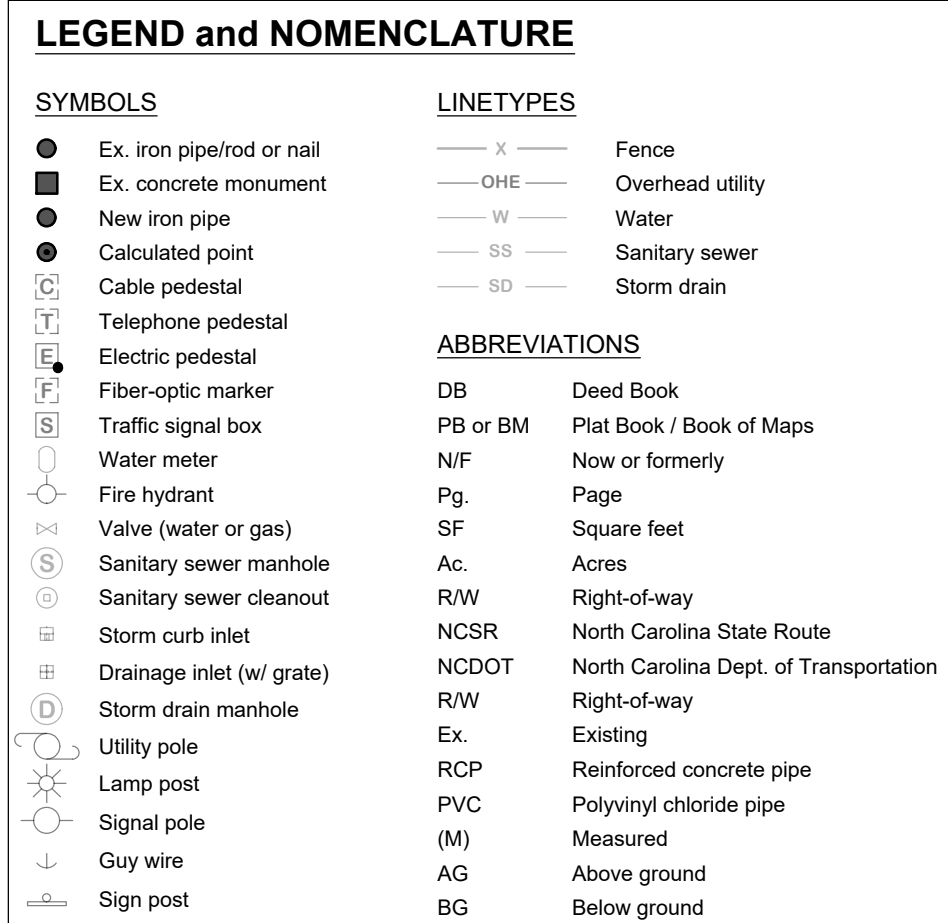 LEGEND and NOMENCLATURE
SYMBOLS
Ex. iron pipe/rod or nail
Ex. concrete monument
New iron pipe
Calculated point
C Cable pedestal
T Telephone pedestal
E Electric pedestal
F Fiber-optic marker
S Traffic signal box
Water meter
Fire hydrant
Valve (water or gas)
S Sanitary sewer manhole
Sanitary sewer cleanout
Storm curb inlet
Drainage inlet (w/ grate)
D Storm drain manhole
Utility pole
Lamp post
Signal pole
Guy wire
Sign post
LINETYPES
X Fence
OHE Overhead utility
W Water
SS Sanitary sewer
SD Storm drain
ABBREVIATIONS
DB Deed Book
PB or BM Plat Book / Book of Maps
N/F Now or formerly
Pg. Page
SF Square feet
Ac. Acres
R/W Right-of-way
NCSR North Carolina State Route
NCDOT North Carolina Dept. of Transportation
R/W Right-of-way
Ex. Existing
RCP Reinforced concrete pipe
PVC Polyvinyl chloride pipe
(M) Measured
AG Above ground
BG Below ground